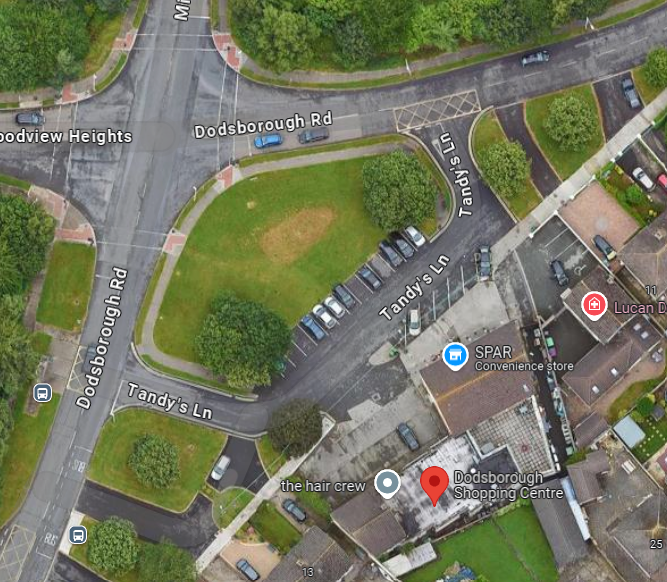 Mi
Dodsborough Rd
oodview Heights
Tandy's Ln
Tandy's Ln
Dodsborough Rd
11
Lucan D
SPAR
Convenience store
Tandy's Ln
the hair crew
Dodsborough
Shopping Centre
25
13